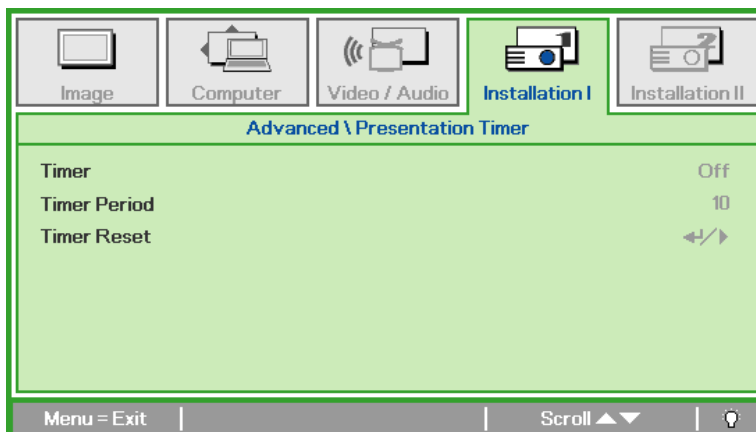 Image Computer Video / Audio Installation I Installation II
Advanced \ Presentation Timer
Timer Off
Timer Period 10
Timer Reset ↵/▶
Menu = Exit Scroll ▲▼